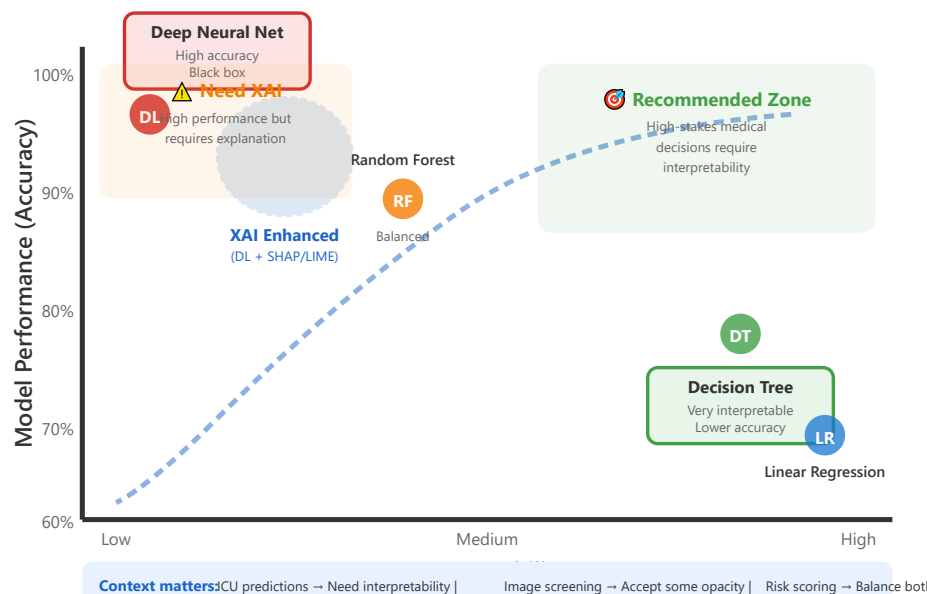 Deep Neural Net
High accuracy
Black box
100%
Need XAI
Recommended Zone
DL
High performance but
requires explanation
High-stakes medical
decisions require
interpretability
Random Forest
90%
RF
Balanced
XAI Enhanced
(DL + SHAP/LIME)
Model Performance (Accuracy)
80%
DT
Decision Tree
Very interpretable
Lower accuracy
70%
LR
Linear Regression
60%
Low
Medium
High
Context matters: ICU predictions → Need interpretability | Image screening → Accept some opacity | Risk scoring → Balance both